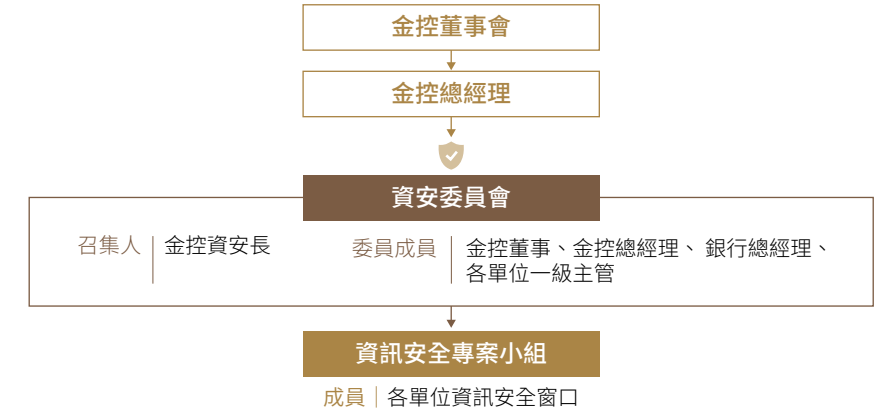 金控董事會
金控總經理
資安委員會
召集人 金控資安長
委員成員 金控董事、金控總經理、 銀行總經理、
各單位一級主管
資訊安全專案小組
成員 各單位資訊安全窗口